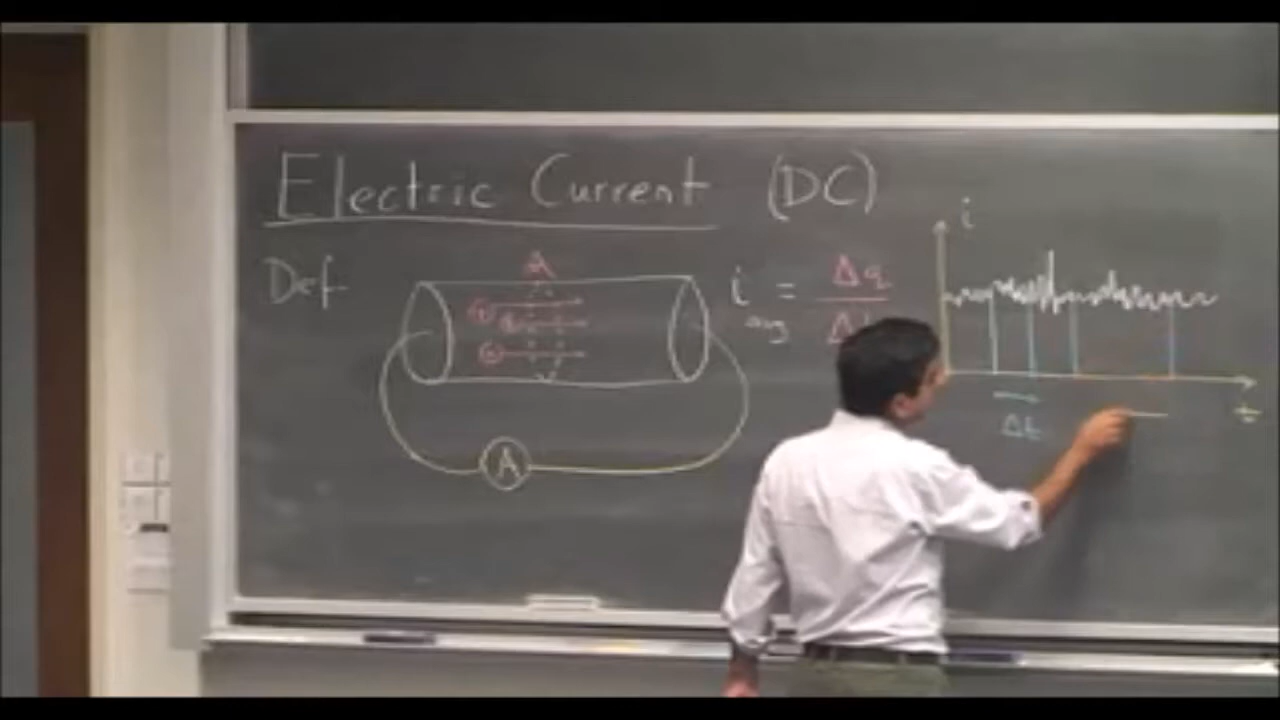 Electric Current (DC)
Def
A
A
i avg = Δq
i
t
Δt